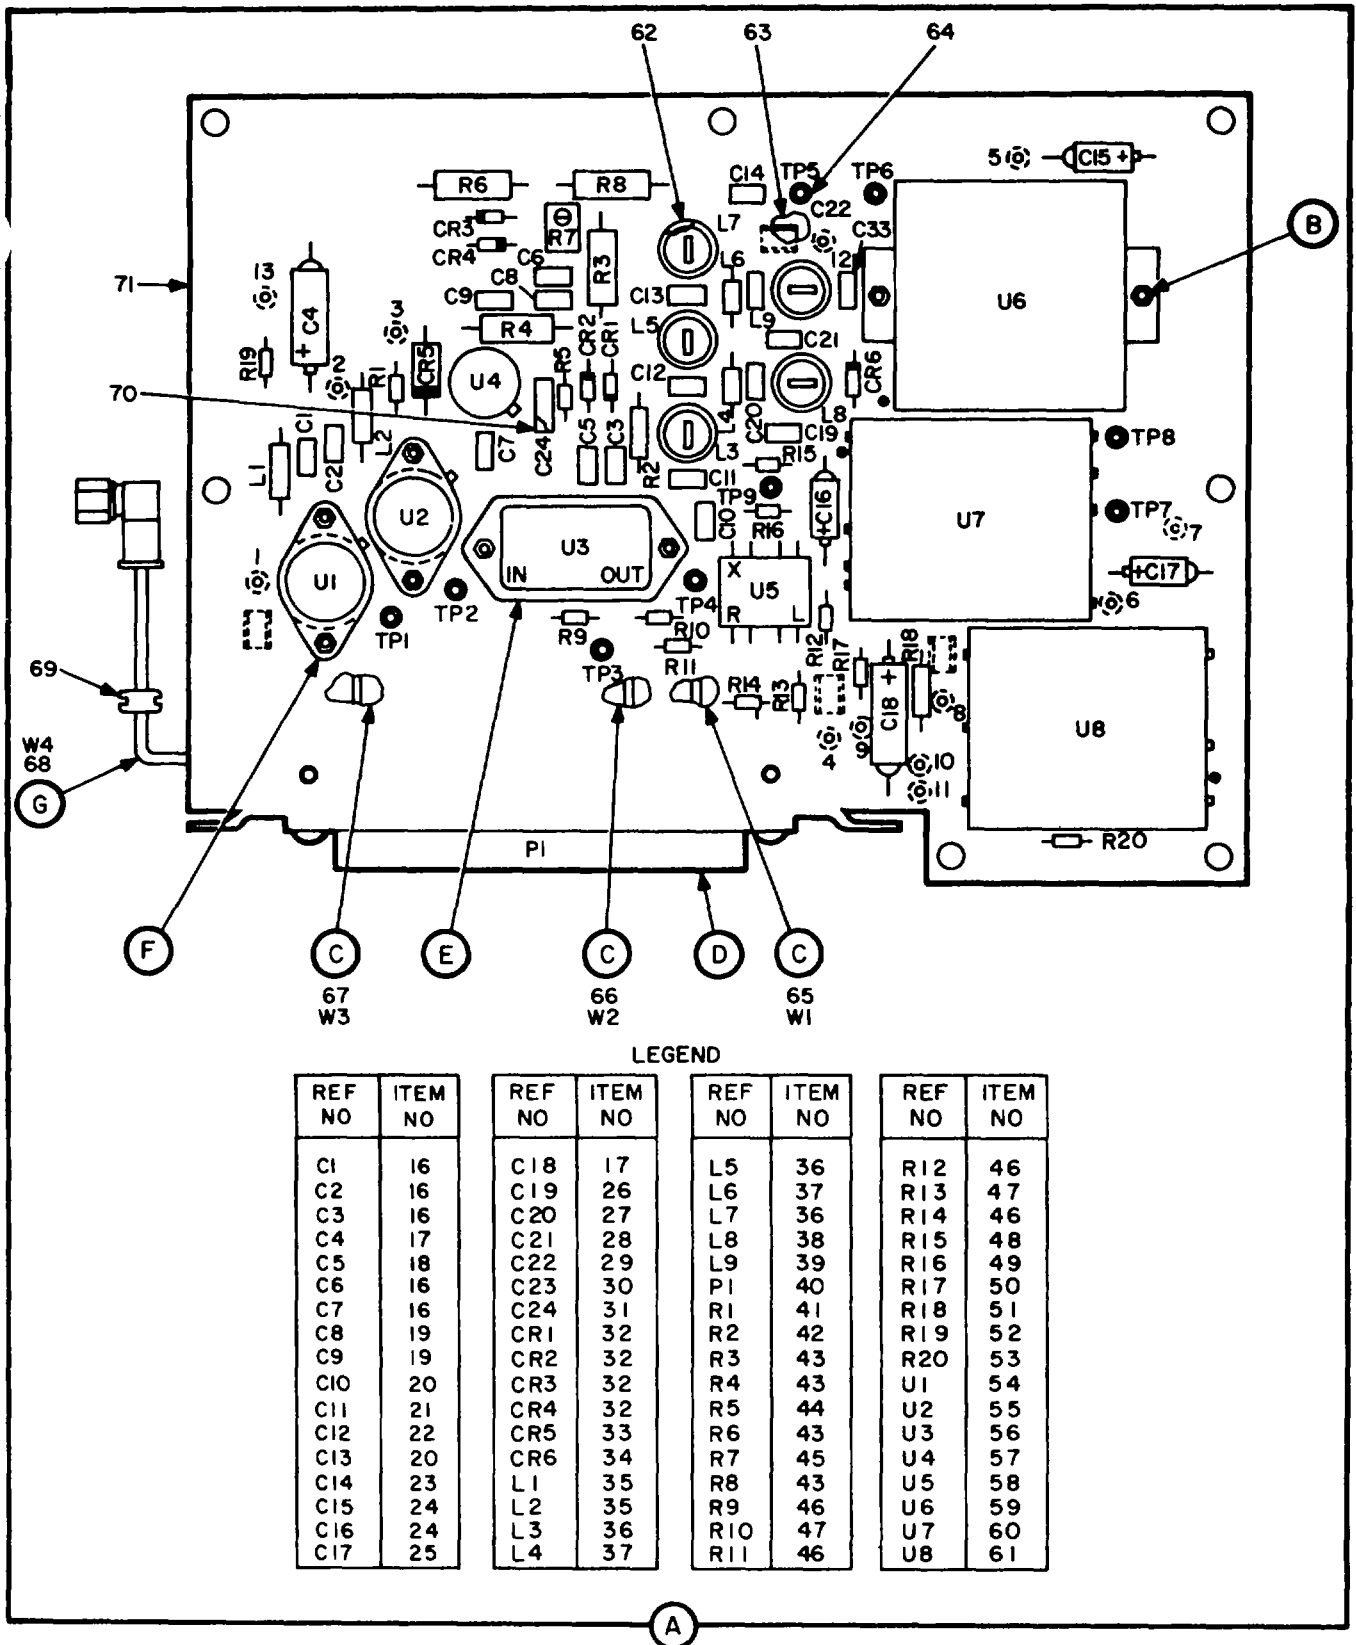 62 63 64
C14 TP5 TP6 5 C15 +
R6 R8
CR3 R7 L7 C22 C33 B
CR4 C6 R3 L6 12
71 13 C9 C8 C13 L9 U6
C4 3 R4 CR2 CR1 L5 C21
R19 + 2 R1 CR5 U4 R5 C12 CR6
70 L4 C20 L8
C1 L2 C24 C5 C3 L3 C19 TP8
L1 C2 C7 R2 C11 R15
TP9 +C16 TP7
U2 C10 R16 U7 7
U3
U1 IN OUT X U5 +C17
TP2 TP4 R L 6
TP1 R9 R10 R12 R18
69 TP3 R11 R17 +
R14 R13 C18 8 U8
W4 4 9
68 10
G 11
P1 R20
F C E C D C
67 66 65
W3 W2 W1
LEGEND
REF NO ITEM NO REF NO ITEM NO REF NO ITEM NO REF NO ITEM NO
C1 16 C18 17 L5 36 R12 46
C2 16 C19 26 L6 37 R13 47
C3 16 C20 27 L7 36 R14 46
C4 17 C21 28 L8 38 R15 48
C5 18 C22 29 L9 39 R16 49
C6 16 C23 30 P1 40 R17 50
C7 16 C24 31 R1 41 R18 51
C8 19 CR1 32 R2 42 R19 52
C9 19 CR2 32 R3 43 R20 53
C10 20 CR3 32 R4 43 U1 54
C11 21 CR4 32 R5 44 U2 55
C12 22 CR5 33 R6 43 U3 56
C13 20 CR6 34 R7 45 U4 57
C14 23 L1 35 R8 43 U5 58
C15 24 L2 35 R9 46 U6 59
C16 24 L3 36 R10 47 U7 60
C17 25 L4 37 R11 46 U8 61
A